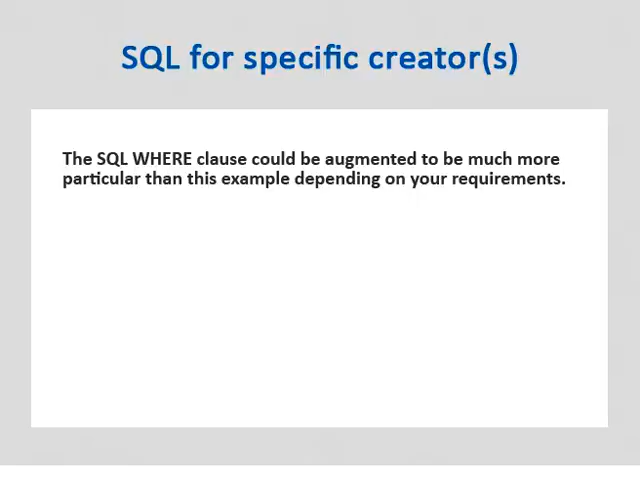 SQL for specific creator(s)
The SQL WHERE clause could be augmented to be much more
particular than this example depending on your requirements.